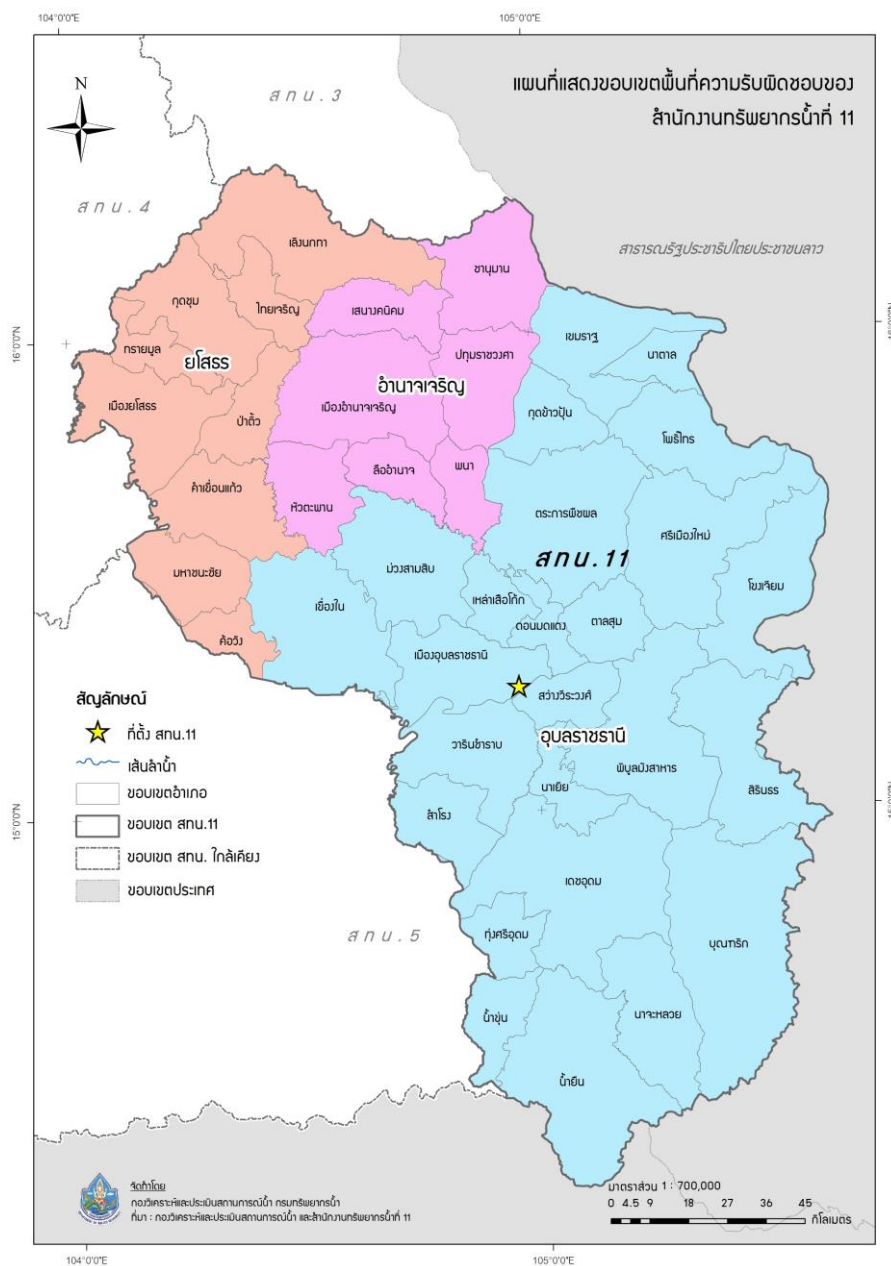 104°0'0"E
105°0'0"E
แผนที่แสดงขอบเขตพื้นที่ความรับผิดชอบของ
สำนักงานทรัพยากรน้ำที่ 11
N
สทน.3
สทน.4
สาธารณรัฐประชาธิปไตยประชาชนลาว
เลิงนกทา
ชานุมาน
กุดชุม
ไทยเจริญ
เสนางคนิคม
เขมราฐ
16°0'0"N
ทรายมูล
ยโสธร
ปทุมราชวงศา
นาตาล
อำนาจเจริญ
เมืองยโสธร
เมืองอำนาจเจริญ
กุดข้าวปุ้น
ป่าติ้ว
โพธิ์ไทร
ลืออำนาจ
พนา
คำเขื่อนแก้ว
หัวตะพาน
ตระการพืชผล
ศรีเมืองใหม่
สทน.11
มหาชนะชัย
ม่วงสามสิบ
โขงเจียม
เขื่องใน
เหล่าเสือโก้ก
ดอนมดแดง
ตาลสุม
ค้อวัง
เมืองอุบลราชธานี
สว่างวีระวงศ์
อุบลราชธานี
วารินชำราบ
พิบูลมังสาหาร
นาเยีย
สิรินธร
สำโรง
15°0'0"N
15°0'0"N
สัญลักษณ์
ที่ตั้ง สทน.11
เส้นลำน้ำ
ขอบเขตอำเภอ
ขอบเขต สทน.11
ขอบเขต สทน. ใกล้เคียง
ขอบเขตประเทศ
เดชอุดม
สทน.5
ทุ่งศรีอุดม
บุณฑริก
น้ำขุ่น
นาจะหลวย
น้ำยืน
จัดทำโดย
กองวิเคราะห์และประเมินสถานการณ์น้ำ กรมทรัพยากรน้ำ
ที่มา : กองวิเคราะห์และประเมินสถานการณ์น้ำ และสำนักงานทรัพยากรน้ำที่ 11
มาตราส่วน 1 : 700,000
0 4.5 9 18 27 36 45
กิโลเมตร
104°0'0"E
105°0'0"E